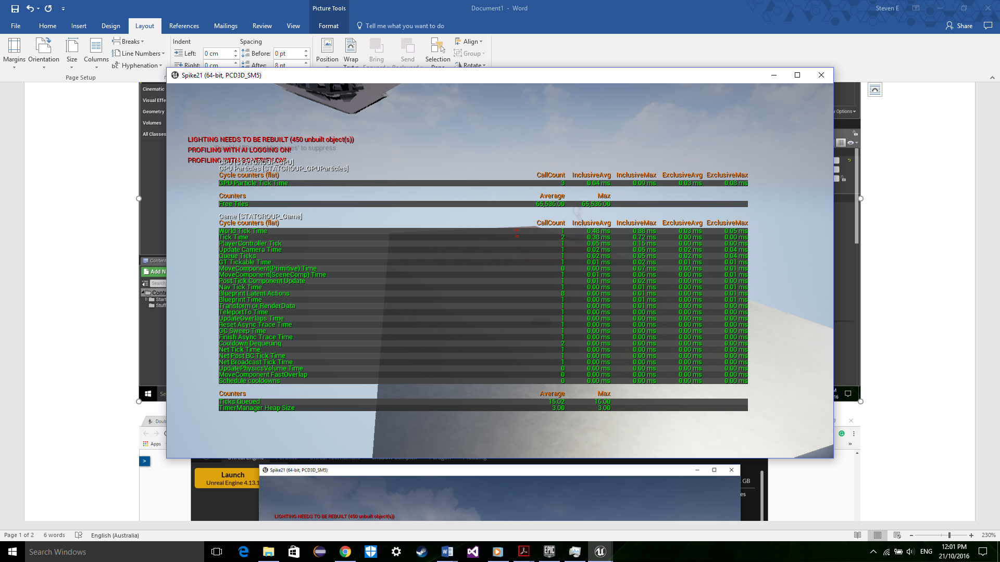 Picture Tools
Document1 - Word
Steven E
File Home Insert Design Layout References Mailings Review View Format Tell me what you want to do Share
Margins
Orientation
Size
Columns
Breaks
Line Numbers
Hyphenation
Page Setup
Indent
Left: 0 cm
Right: 0 cm
Spacing
Before: 0 pt
After: 8 pt
Position
Wrap
Bring
Send
Selection
Align
Group
Rotate
Spike21 (64-bit, PCD3D_SM5)
Cinematic
Visual Effe
Geometry
Volumes
All Classes
LIGHTING NEEDS TO BE REBUILT (450 unbuilt object(s))
PROFILING WITH AI LOGGING ON!
to suppress
PROFILING WITH
GPU [STATGROUP_GPU]
GPU Particles [STATGROUP_GPUParticles]
Cycle counters (flat) CallCount InclusiveAvg InclusiveMax ExclusiveAvg ExclusiveMax
GPU Particle Tick Time 3 0.04 ms 0.09 ms 0.03 ms 0.08 ms
Counters Average Max
Free Tiles 65,536.00 65,536.00
Game [STATGROUP_Game]
Cycle counters (flat) CallCount InclusiveAvg InclusiveMax ExclusiveAvg ExclusiveMax
World Tick Time 1 0.48 ms 0.88 ms 0.03 ms 0.05 ms
Tick Time 2 0.38 ms 0.72 ms 0.00 ms 0.00 ms
PlayerController Tick 1 0.05 ms 0.15 ms 0.00 ms 0.00 ms
Update Camera Time 1 0.02 ms 0.05 ms 0.02 ms 0.04 ms
Queue Ticks 1 0.02 ms 0.05 ms 0.02 ms 0.04 ms
GT Tickable Time 1 0.01 ms 0.02 ms 0.01 ms 0.01 ms
MoveComponent(Primitive) Time 0 0.00 ms 0.07 ms 0.00 ms 0.01 ms
MoveComponent(SceneComp) Time 1 0.01 ms 0.06 ms 0.00 ms 0.01 ms
Post Tick Component Update 1 0.01 ms 0.02 ms 0.00 ms 0.00 ms
Nav Tick Time 1 0.00 ms 0.01 ms 0.00 ms 0.01 ms
Blueprint Latent Actions 8 0.00 ms 0.01 ms 0.00 ms 0.01 ms
Blueprint Time 1 0.00 ms 0.01 ms 0.00 ms 0.01 ms
Transform or RenderData 1 0.00 ms 0.01 ms 0.00 ms 0.00 ms
TeleportTo Time 1 0.00 ms 0.00 ms 0.00 ms 0.00 ms
UpdateOverlaps Time 1 0.00 ms 0.00 ms 0.00 ms 0.00 ms
Reset Async Trace Time 1 0.00 ms 0.00 ms 0.00 ms 0.00 ms
GC Sweep Time 1 0.00 ms 0.00 ms 0.00 ms 0.00 ms
Finish Async Trace Time 1 0.00 ms 0.00 ms 0.00 ms 0.00 ms
Cooldown Dequeuing 2 0.00 ms 0.00 ms 0.00 ms 0.00 ms
Net Tick Time 1 0.00 ms 0.00 ms 0.00 ms 0.00 ms
Net Post BC Tick Time 1 0.00 ms 0.00 ms 0.00 ms 0.00 ms
Net Broadcast Tick Time 1 0.00 ms 0.00 ms 0.00 ms 0.00 ms
UpdatePhysicsVolume Time 0 0.00 ms 0.00 ms 0.00 ms 0.00 ms
MoveComponent FastOverlap 0 0.00 ms 0.00 ms 0.00 ms 0.00 ms
Schedule cooldowns 0 0.00 ms 0.00 ms 0.00 ms 0.00 ms
Counters Average Max
Ticks Queued 15.02 16.00
TimerManager Heap Size 3.00 3.00
w Options
Content
Add N
Search
Conte
Start
Stuff
Se
M
16
Doub
Apps
>
Launch
Unreal Engine 4.13.1
Spike21 (64-bit, PCD3D_SM5)
GB
es
LIGHTING NEEDS TO BE REBUILT (450 unbuilt object(s))
Page 1 of 2 6 words English (Australia) 230%
Search Windows
ENG
12:01 PM
21/10/2016